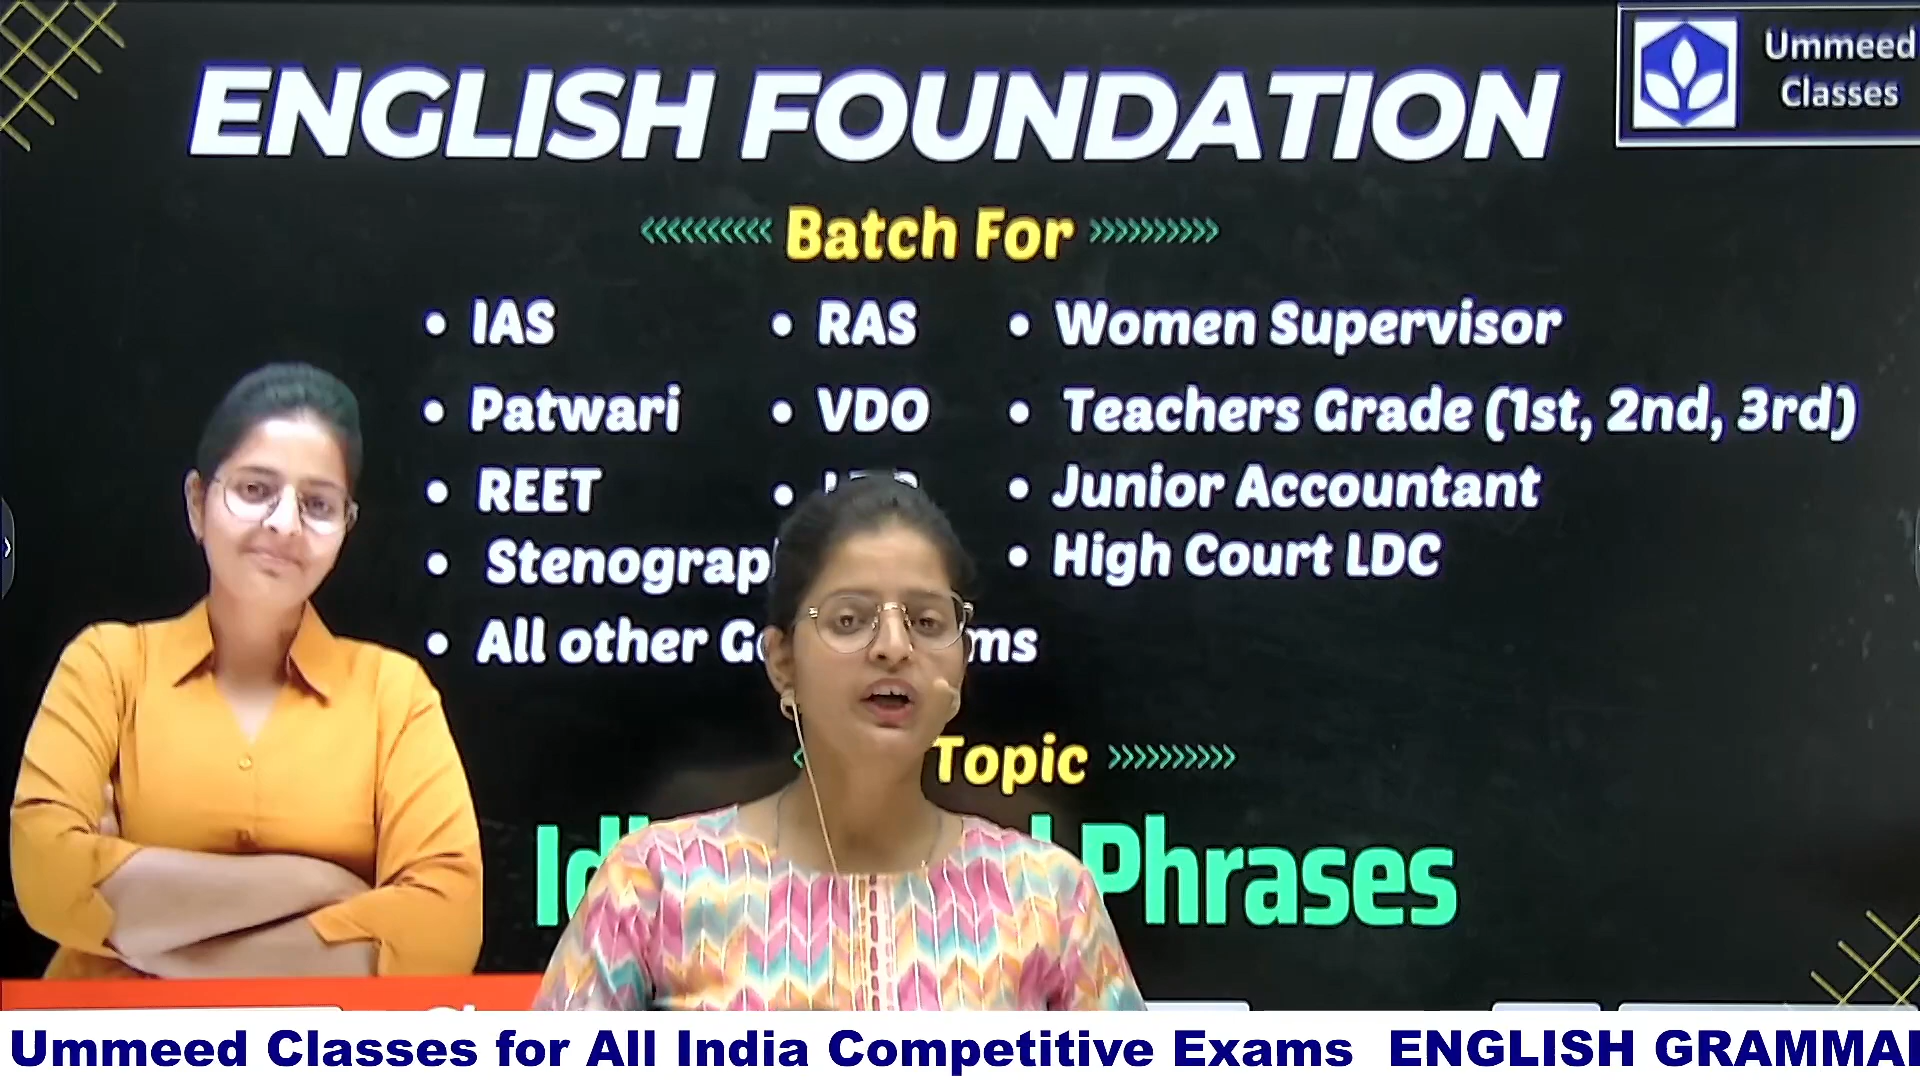 ENGLISH FOUNDATION
Ummeed
Classes
Batch For
• IAS
• RAS
• Women Supervisor
• Patwari
• VDO
• Teachers Grade (1st, 2nd, 3rd)
• REET
• Junior Accountant
• High Court LDC
• All other
Topic
Phrases
Ummeed Classes for All India Competitive Exams ENGLISH